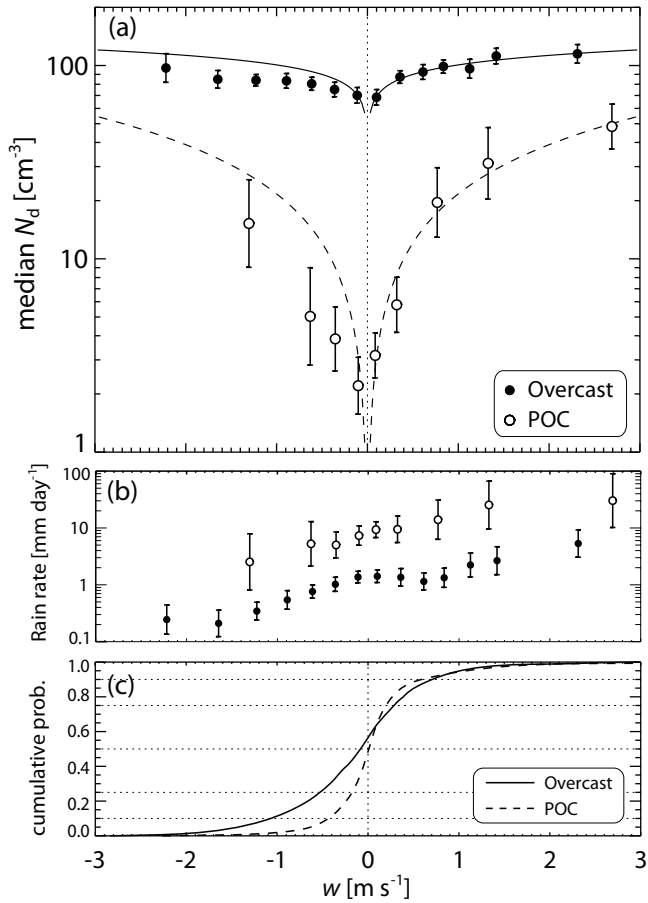 (a)
100
10
1
median N_d [cm⁻³]
Overcast
POC
(b)
100
10
1
0.1
Rain rate [mm day⁻¹]
(c)
1.0
0.8
0.6
0.4
0.2
0.0
cumulative prob.
Overcast
POC
-3 -2 -1 0 1 2 3
w [m s⁻¹]